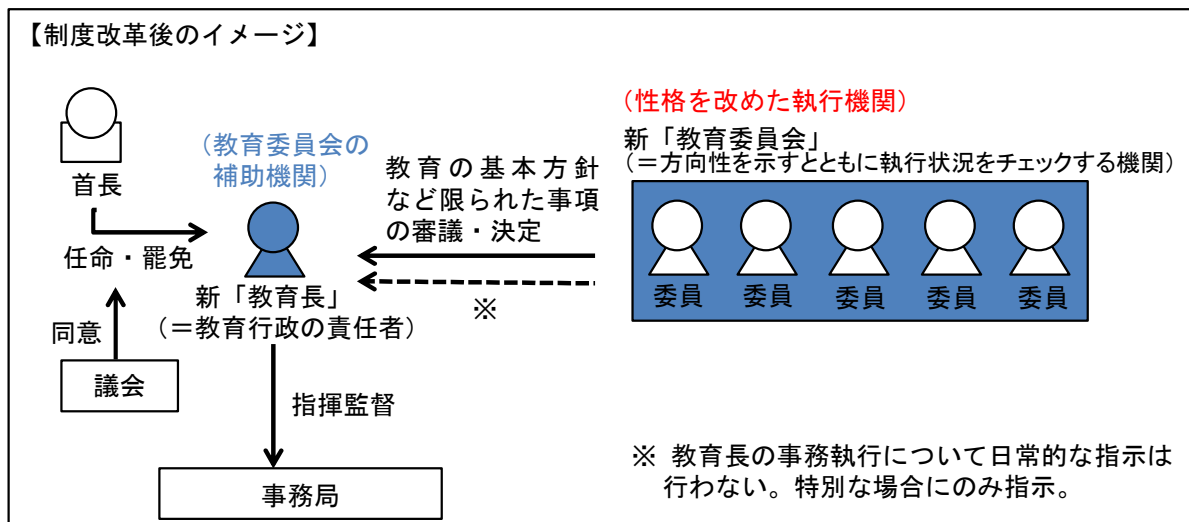 【制度改革後のイメージ】
首長
任命・罷免
同意
議会
（教育委員会の
補助機関）
新「教育長」
（＝教育行政の責任者）
指揮監督
事務局
教育の基本方針
など限られた事項
の審議・決定
※
（性格を改めた執行機関）
新「教育委員会」
（＝方向性を示すとともに執行状況をチェックする機関）
委員 委員 委員 委員 委員
※ 教育長の事務執行について日常的な指示は
行わない。特別な場合にのみ指示。